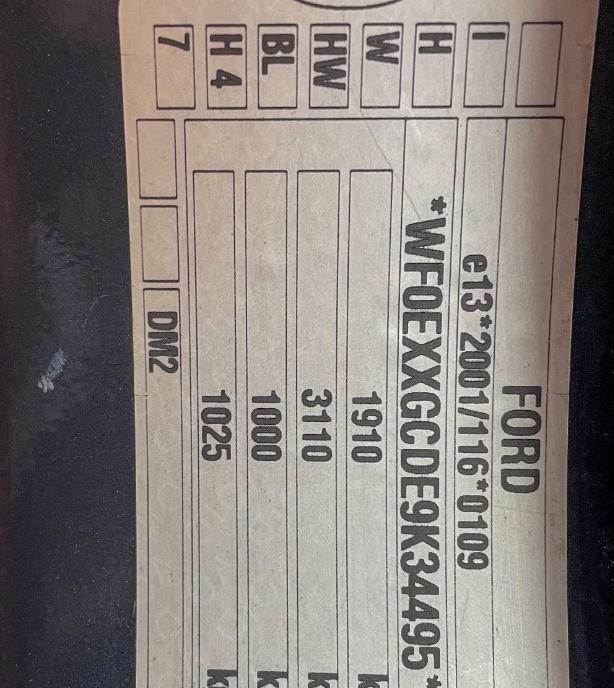 FORD
e13*2001/116*0109
*WF0EXXGCDE9K34495*
1910 k
3110 k
1000 k
1025 k
DM2
I
H
W
HW
BL
H 4
7